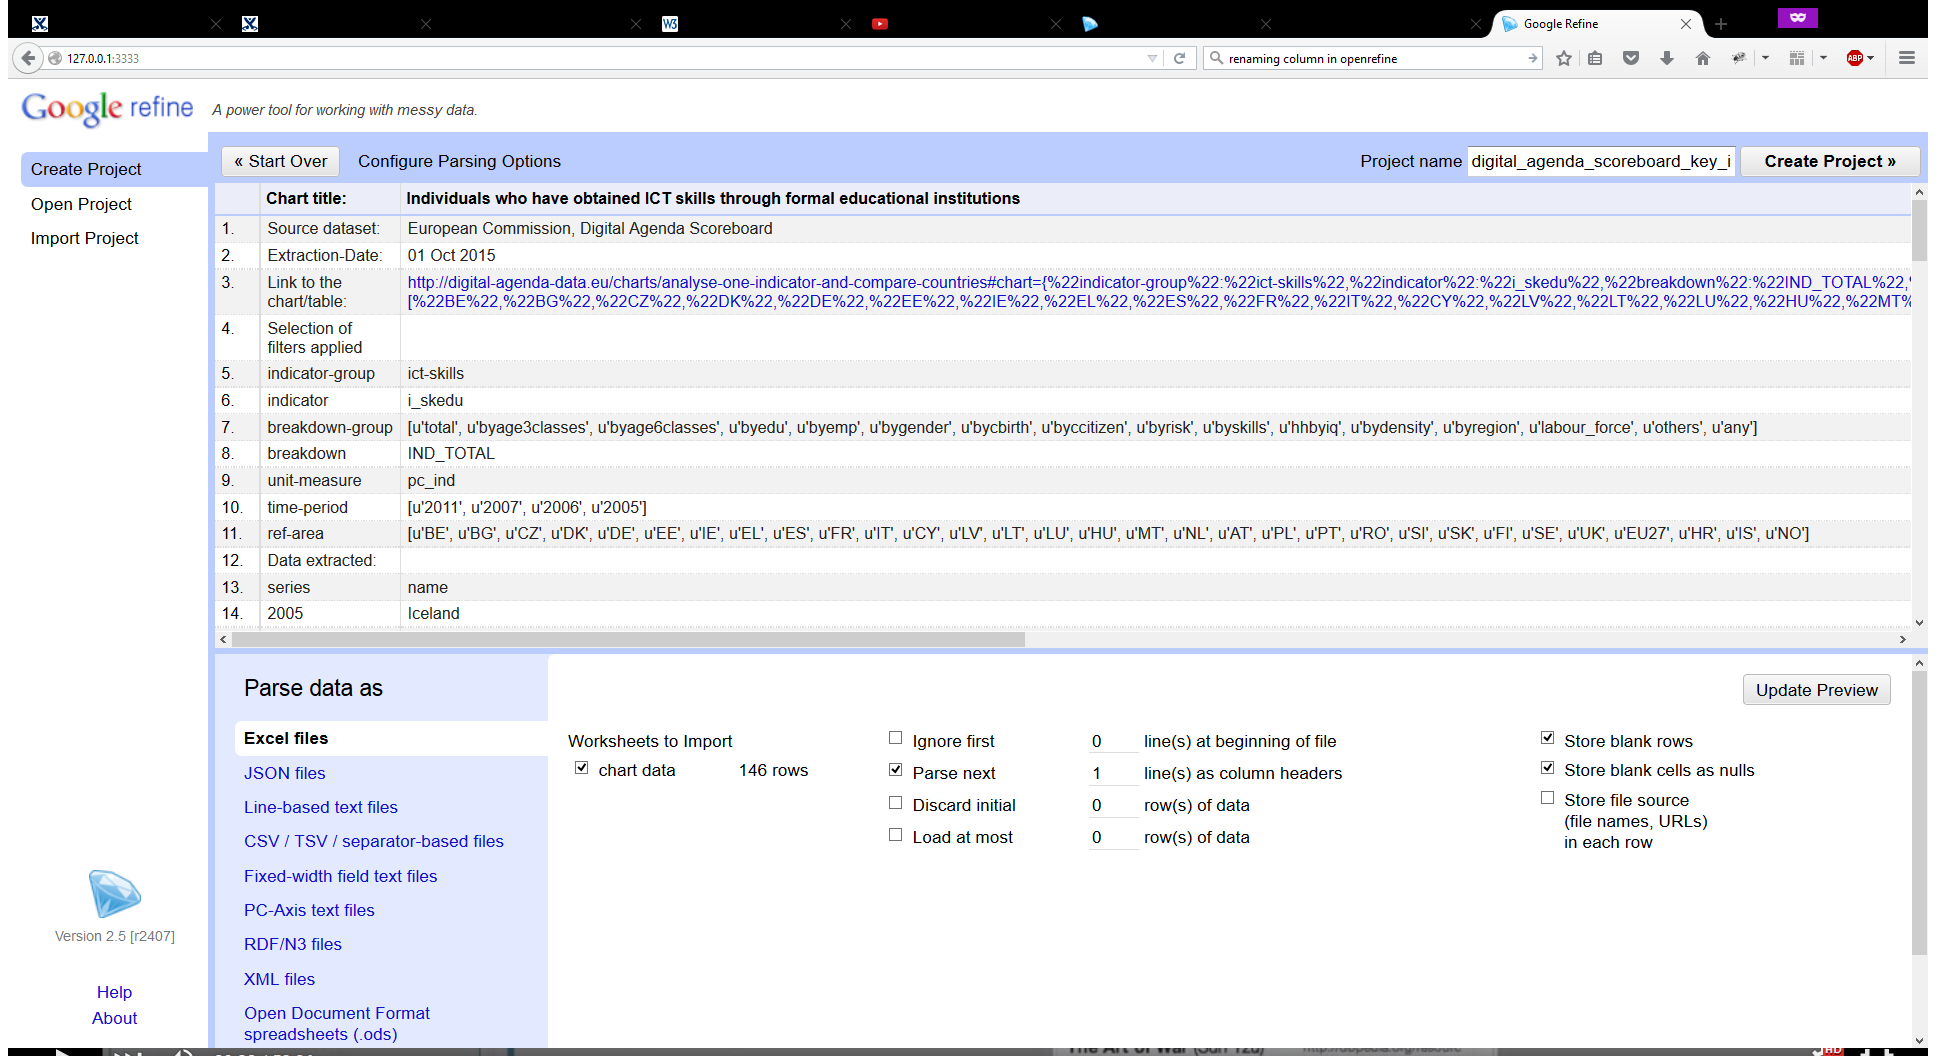 W3
Google Refine
127.0.0.1:3333
renaming column in openrefine
ABP
Google refine
A power tool for working with messy data.
Create Project
Open Project
Import Project
« Start Over
Configure Parsing Options
Project name
digital_agenda_scoreboard_key_i
Create Project »
Chart title: Individuals who have obtained ICT skills through formal educational institutions
1. Source dataset: European Commission, Digital Agenda Scoreboard
2. Extraction-Date: 01 Oct 2015
3. Link to the chart/table: http://digital-agenda-data.eu/charts/analyse-one-indicator-and-compare-countries#chart={%22indicator-group%22:%22ict-skills%22,%22indicator%22:%22i_skedu%22,%22breakdown%22:%22IND_TOTAL%22,
[%22BE%22,%22BG%22,%22CZ%22,%22DK%22,%22DE%22,%22EE%22,%22IE%22,%22EL%22,%22ES%22,%22FR%22,%22IT%22,%22CY%22,%22LV%22,%22LT%22,%22LU%22,%22HU%22,%22MT%
4. Selection of filters applied
5. indicator-group ict-skills
6. indicator i_skedu
7. breakdown-group [u'total', u'byage3classes', u'byage6classes', u'byedu', u'byemp', u'bygender', u'bycbirth', u'byccitizen', u'byrisk', u'byskills', u'hhbyiq', u'bydensity', u'byregion', u'labour_force', u'others', u'any']
8. breakdown IND_TOTAL
9. unit-measure pc_ind
10. time-period [u'2011', u'2007', u'2006', u'2005']
11. ref-area [u'BE', u'BG', u'CZ', u'DK', u'DE', u'EE', u'IE', u'EL', u'ES', u'FR', u'IT', u'CY', u'LV', u'LT', u'LU', u'HU', u'MT', u'NL', u'AT', u'PL', u'PT', u'RO', u'SI', u'SK', u'FI', u'SE', u'UK', u'EU27', u'HR', u'IS', u'NO']
12. Data extracted:
13. series name
14. 2005 Iceland
Parse data as
Excel files
JSON files
Line-based text files
CSV / TSV / separator-based files
Fixed-width field text files
PC-Axis text files
RDF/N3 files
XML files
Open Document Format
spreadsheets (.ods)
Update Preview
Worksheets to Import
chart data 146 rows
Ignore first 0 line(s) at beginning of file
Parse next 1 line(s) as column headers
Discard initial 0 row(s) of data
Load at most 0 row(s) of data
Store blank rows
Store blank cells as nulls
Store file source
(file names, URLs)
in each row
Version 2.5 [r2407]
Help
About
HD